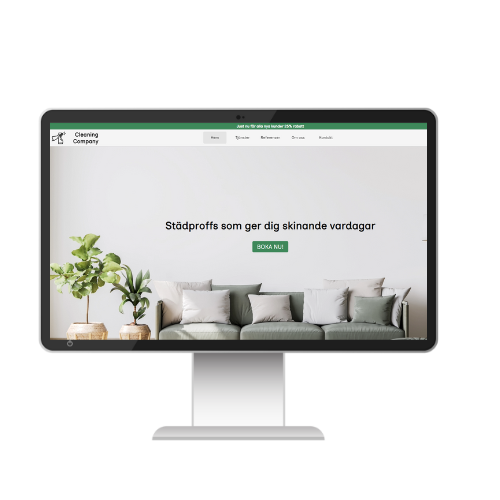 Just nu får alla nya kunder 25% rabatt
Cleaning
Company
Hem
Tjänster
Referenser
Om oss
Kontakt
Städproffs som ger dig skinande vardagar
BOKA NU!